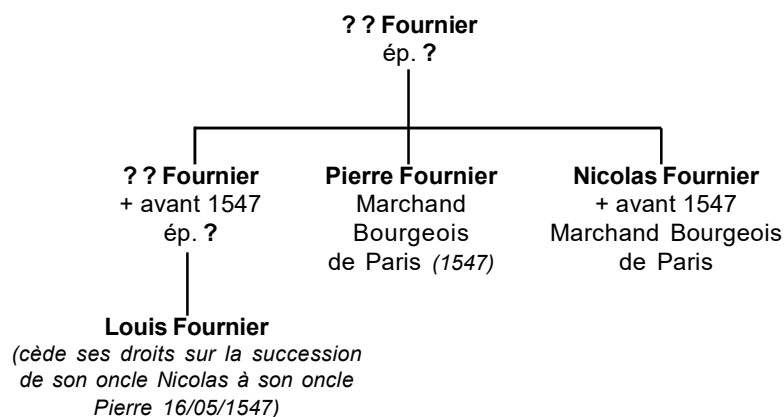 ? ? Fournier
ép. ?
? ? Fournier
+ avant 1547
ép. ?
Pierre Fournier
Marchand
Bourgeois
de Paris (1547)
Nicolas Fournier
+ avant 1547
Marchand Bourgeois
de Paris
Louis Fournier
(cède ses droits sur la succession
de son oncle Nicolas à son oncle
Pierre 16/05/1547)